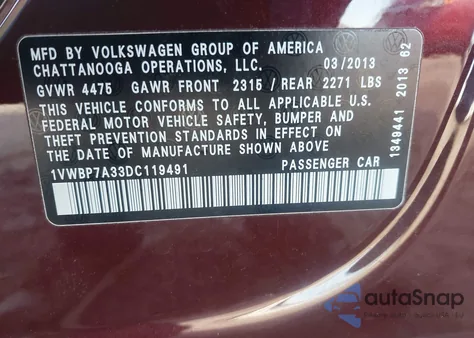 MFD BY VOLKSWAGEN GROUP OF AMERICA
CHATTANOOGA OPERATIONS, LLC. 03/2013
GVWR 4475 GAWR FRONT 2315 / REAR 2271 LBS
THIS VEHICLE CONFORMS TO ALL APPLICABLE U.S.
FEDERAL MOTOR VEHICLE SAFETY, BUMPER AND
THEFT PREVENTION STANDARDS IN EFFECT ON
THE DATE OF MANUFACTURE SHOWN ABOVE
1VWBP7A33DC119491 PASSENGER CAR
1349441 2013 62
autoSnap